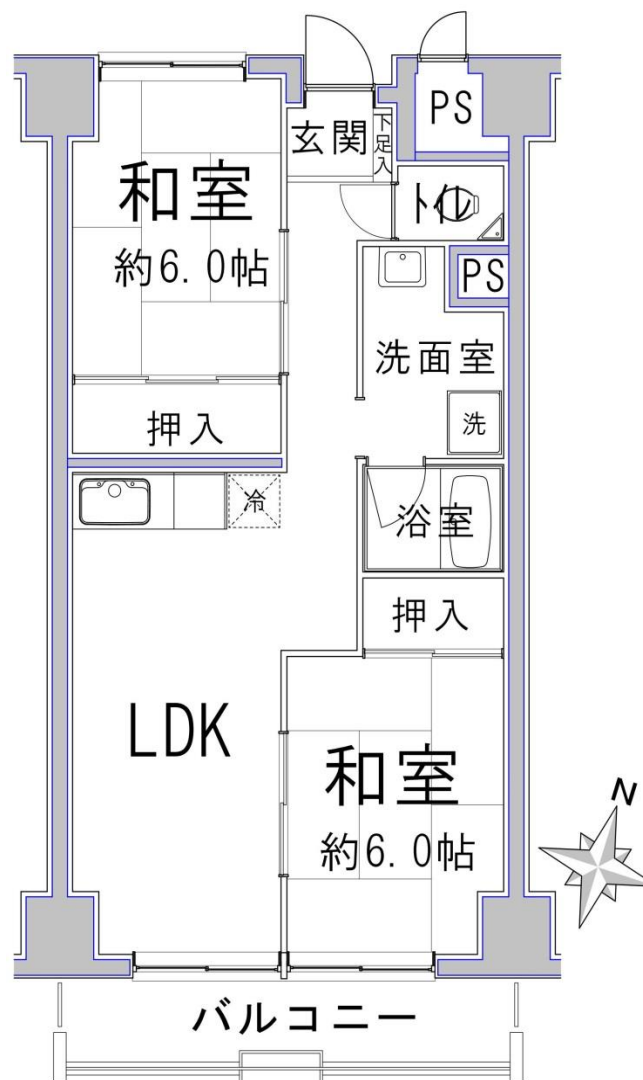 PS
玄関
下足入
和室
約6.0帖
トイレ
PS
洗面室
洗
押入
冷
浴室
押入
LDK
和室
約6.0帖
N
バルコニー